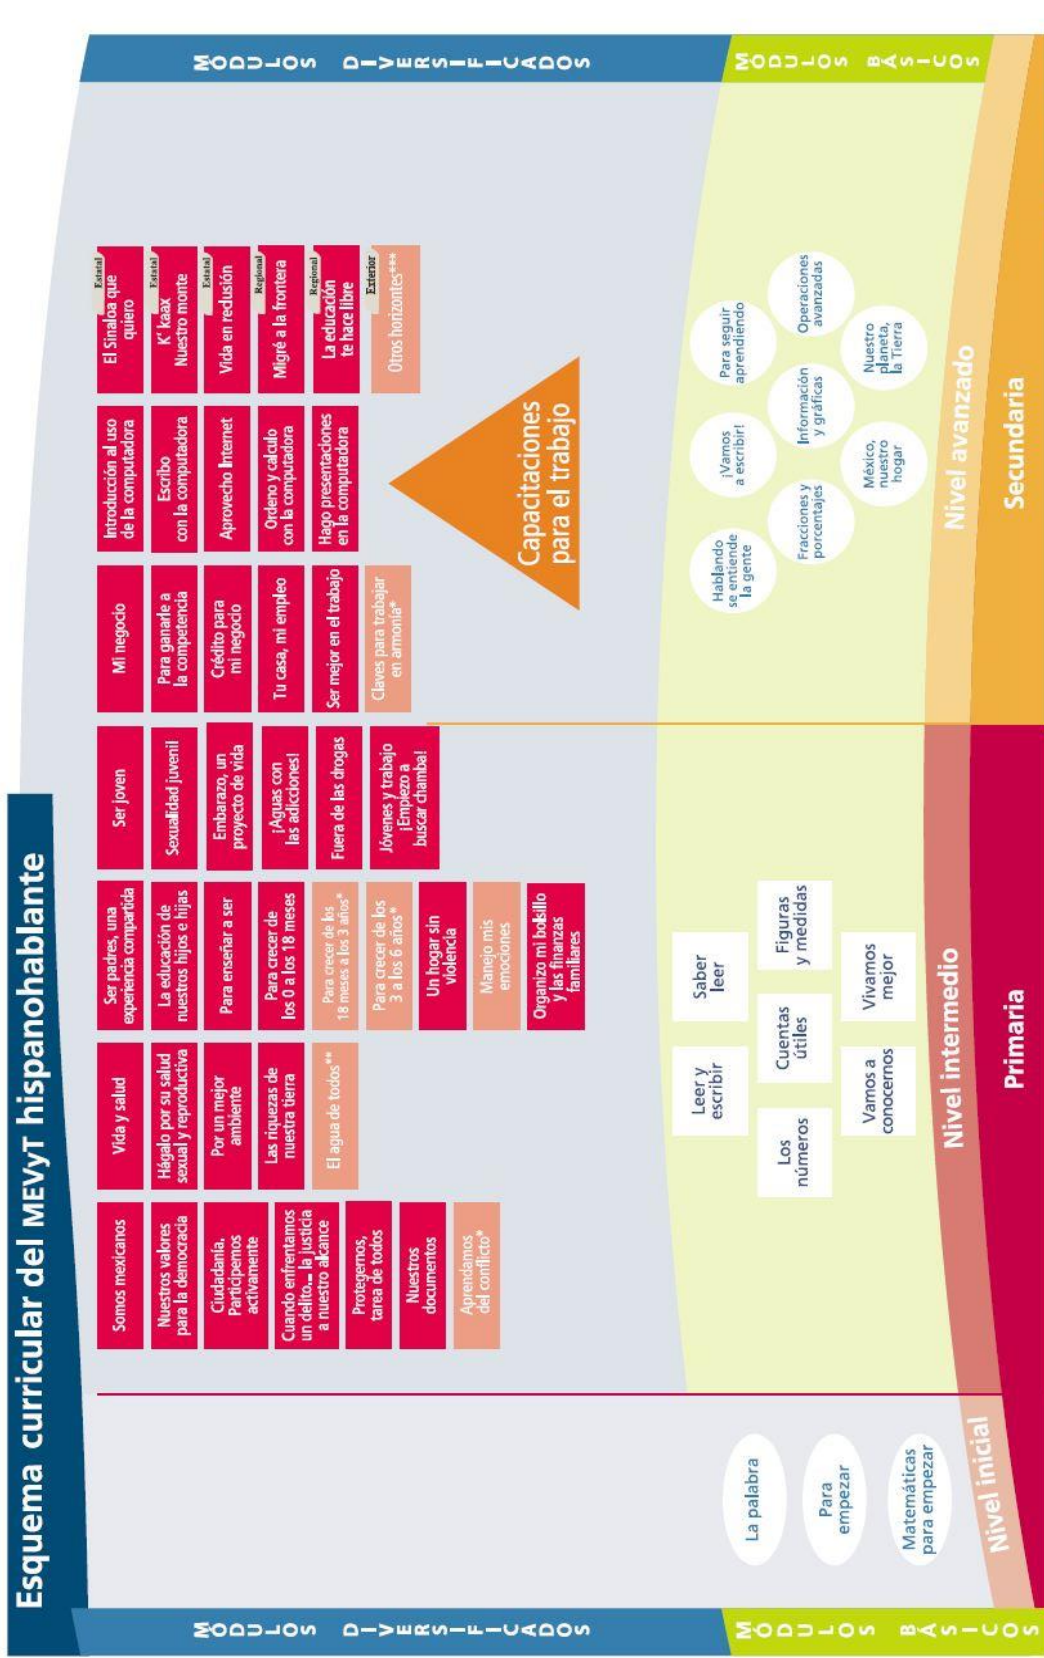 Esquema curricular del MEVyT hispanohablante
MÓDULOS DIVERSIFICADOS
MÓDULOS BÁSICOS
Somos mexicanos
Nuestros valores
para la democracia
Ciudadanía.
Participemos
activamente
Cuando enfrentamos
un delito... la justicia
a nuestro alcance
Protegernos,
tarea de todos
Nuestros
documentos
Aprendamos
del conflicto*
Vida y salud
Hágalo por su salud
sexual y reproductiva
Por un mejor
ambiente
Las riquezas de
nuestra tierra
El agua de todos**
Ser padres, una
experiencia compartida
La educación de
nuestros hijos e hijas
Para enseñar a ser
Para crecer de
los 0 a los 18 meses
Para crecer de los
18 meses a los 3 años*
Para crecer de los
3 a los 6 años*
Un hogar sin
violencia
Manejo mis
emociones
Organizo mi bolsillo
y las finanzas
familiares
Ser joven
Sexualidad juvenil
Embarazo, un
proyecto de vida
¡Aguas con
las adicciones!
Fuera de las drogas
Jóvenes y trabajo
¡Empiezo a
buscar chamba!
Mi negocio
Para ganarle a
la competencia
Crédito para
mi negocio
Tu casa, mi empleo
Ser mejor en el trabajo
Claves para trabajar
en armonía*
Introducción al uso
de la computadora
Escribo
con la computadora
Aprovecho Internet
Ordeno y calculo
con la computadora
Hago presentaciones
en la computadora
Estatal
El Sinaloa que
quiero
Estatal
K' kaax
Nuestro monte
Estatal
Vida en redusión
Regional
Migré a la frontera
Regional
La educación
te hace libre
Exterior
Otros horizontes***
Capacitaciones
para el trabajo
MÓDULOS DIVERSIFICADOS
MÓDULOS BÁSICOS
La palabra
Para
empezar
Matemáticas
para empezar
Leer y
escribir
Saber
leer
Los
números
Cuentas
útiles
Figuras
y medidas
Vamos a
conocernos
Vivamos
mejor
Hablando
se entiende
la gente
¡Vamos
a escribir!
Para seguir
aprendiendo
Fracciones y
porcentajes
Información
y gráficas
Operaciones
avanzadas
México,
nuestro
hogar
Nuestro
planeta,
la Tierra
Nivel inicial
Nivel intermedio
Nivel avanzado
Primaria
Secundaria